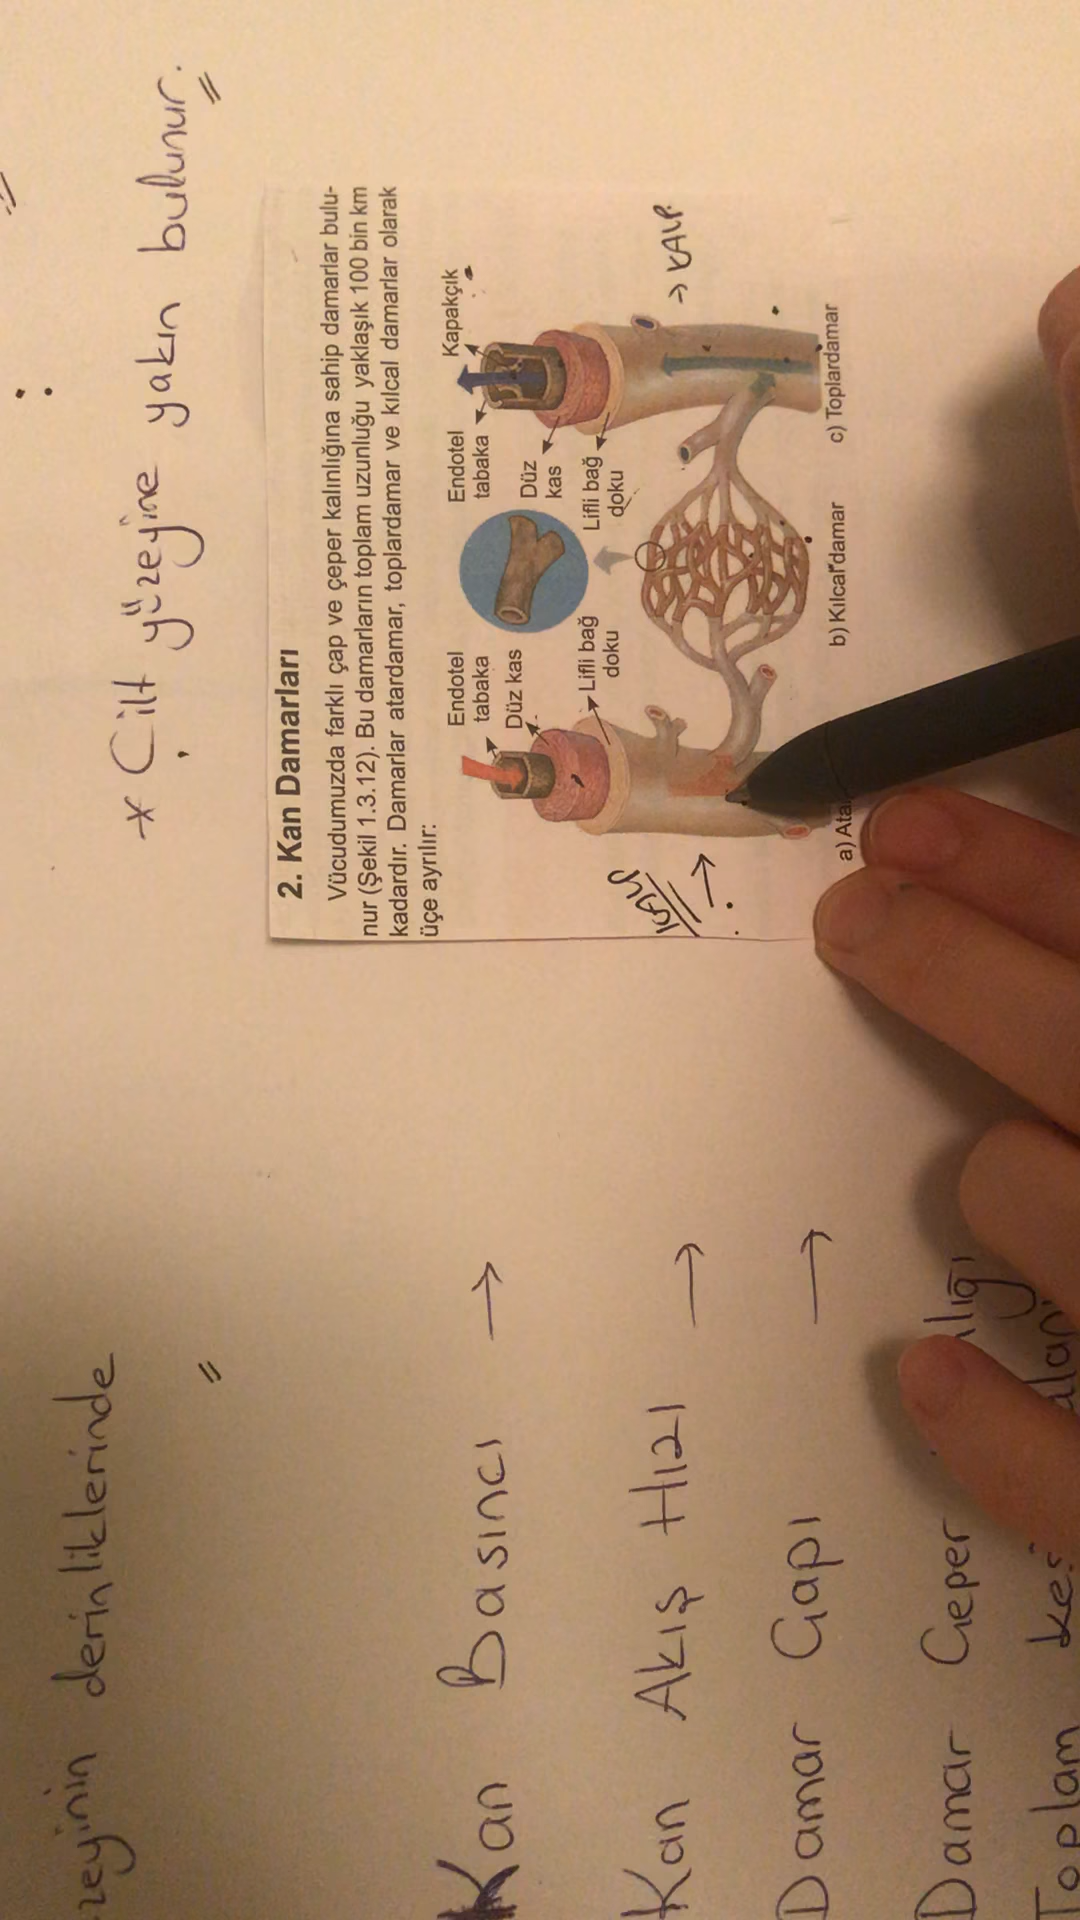 * Cilt yüzeyine yakın bulunur.
2. Kan Damarları
Vücudumuzda farklı çap ve çeper kalınlığına sahip damarlar bulu-
nur (Şekil 1.3.12). Bu damarların toplam uzunluğu yaklaşık 100 bin km
kadardır. Damarlar atardamar, toplardamar ve kılcal damarlar olarak
üçe ayrılır:
Endotel
tabaka
Düz kas
Lifli bağ
doku
Endotel
tabaka
Kapakçık
Düz
kas
Lifli bağ
doku
KALP
→ KALP
→
b) Kılcal damar
c) Toplardamar
derinliklerinde
Kan Basıncı →
Kan Akış Hızı →
Damar Çapı →
Damar Çeper
Toplam